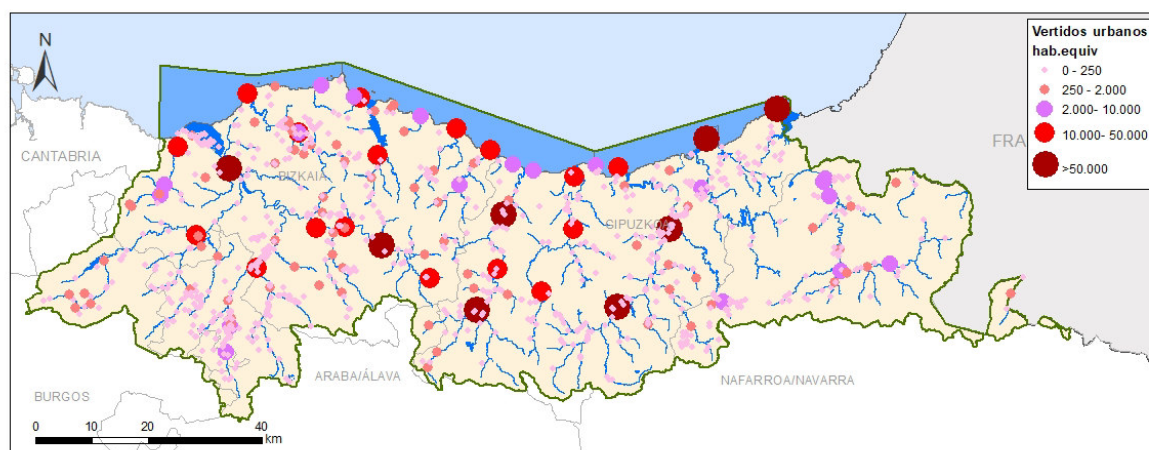 N
Vertidos urbanos
hab.equiv
0 - 250
250 - 2.000
2.000- 10.000
10.000- 50.000
>50.000
FRA
CANTABRIA
BIZKAIA
GIPUZKOA
ARABA/ÁLAVA
NAFARROA/NAVARRA
BURGOS
0 10 20 40
km